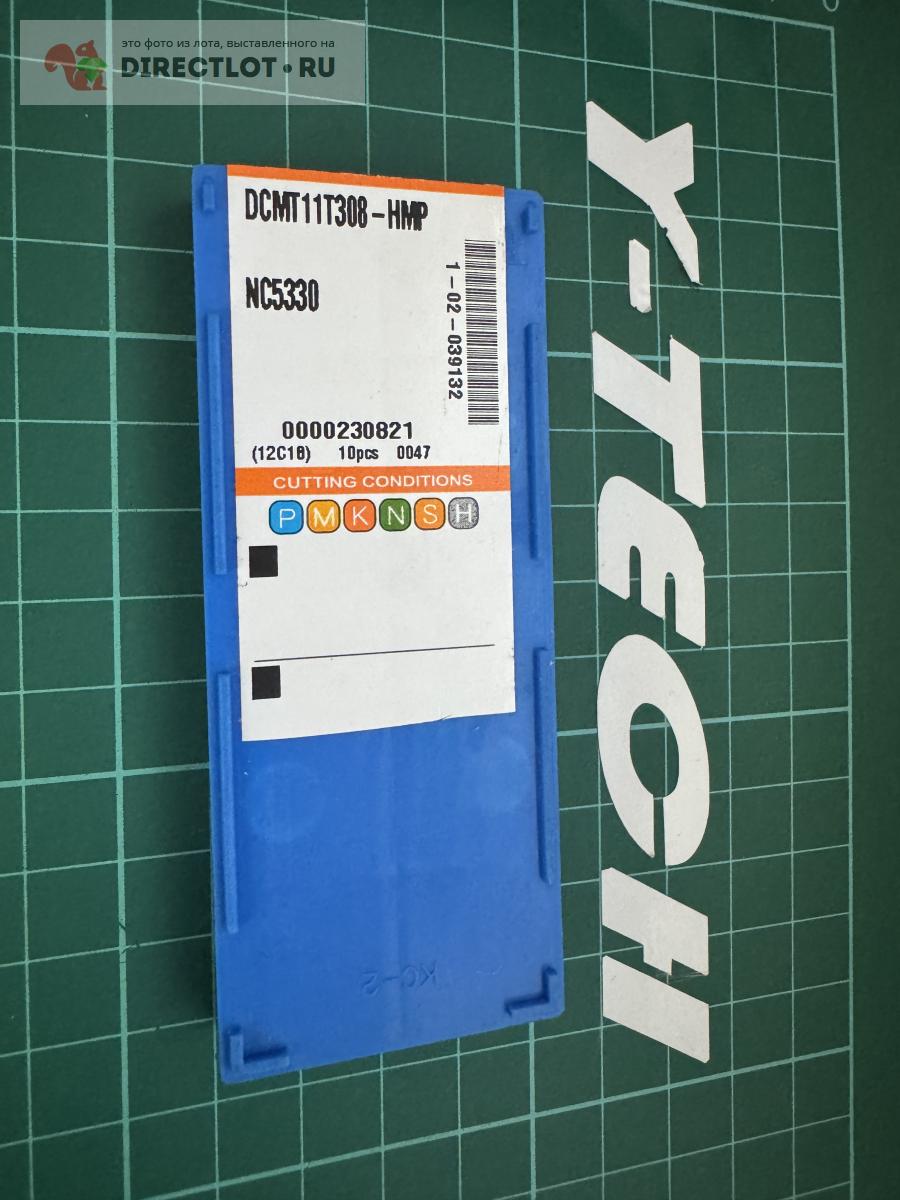 это фото из лота, выставленного на
DIRECTLOT.RU
DCMT11T308-HMP
NC5330
1-02-039132
0000230821
(12C18) 10pcs 0047
CUTTING CONDITIONS
P M K N S H
KC-2
Y-TECH